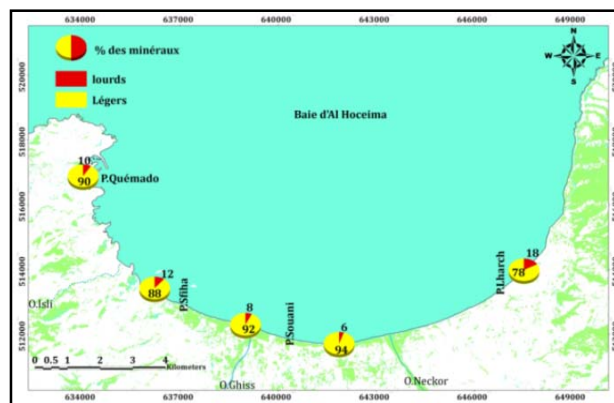 634000 637000 640000 643000 646000 649000
N
W E
S
% des minéraux
lourds
Légers
Baie d'Al Hoceima
520000
518000
516000
514000
512000
10
90
P.Quémado
12
88
P.Sfiha
8
92
P.Souani
6
94
18
78
P.Lharch
O.Isli
O.Ghiss
O.Neckor
0 0.5 1 2 3 4
Kilometers
634000 637000 640000 643000 646000 649000